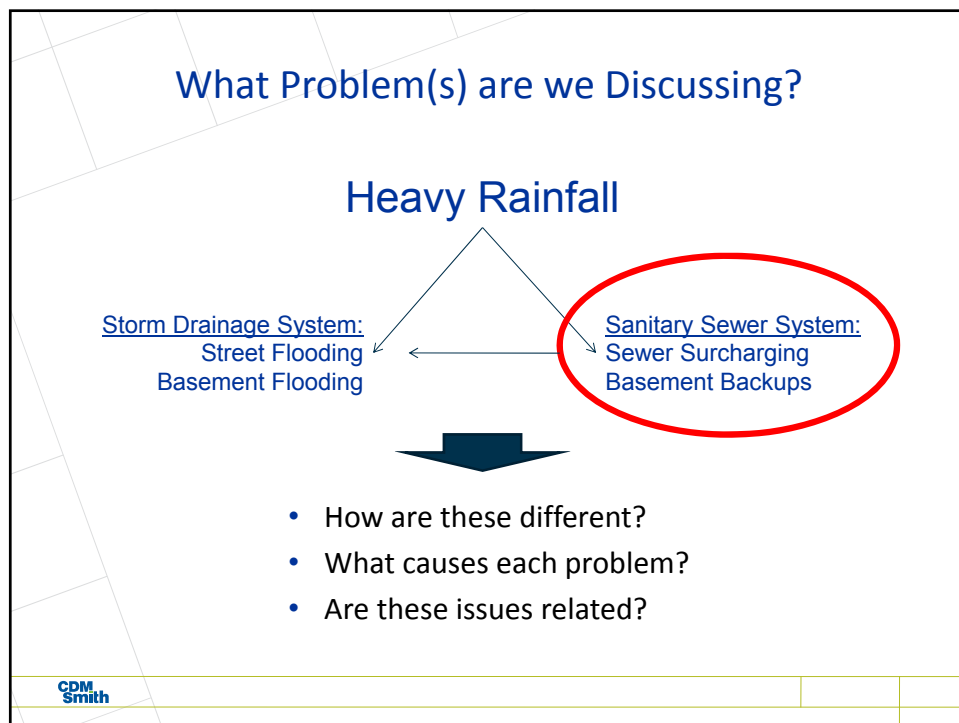 What Problem(s) are we Discussing?
Heavy Rainfall
Storm Drainage System:
Street Flooding
Basement Flooding
Sanitary Sewer System:
Sewer Surcharging
Basement Backups
• How are these different?
• What causes each problem?
• Are these issues related?
CDM
Smith